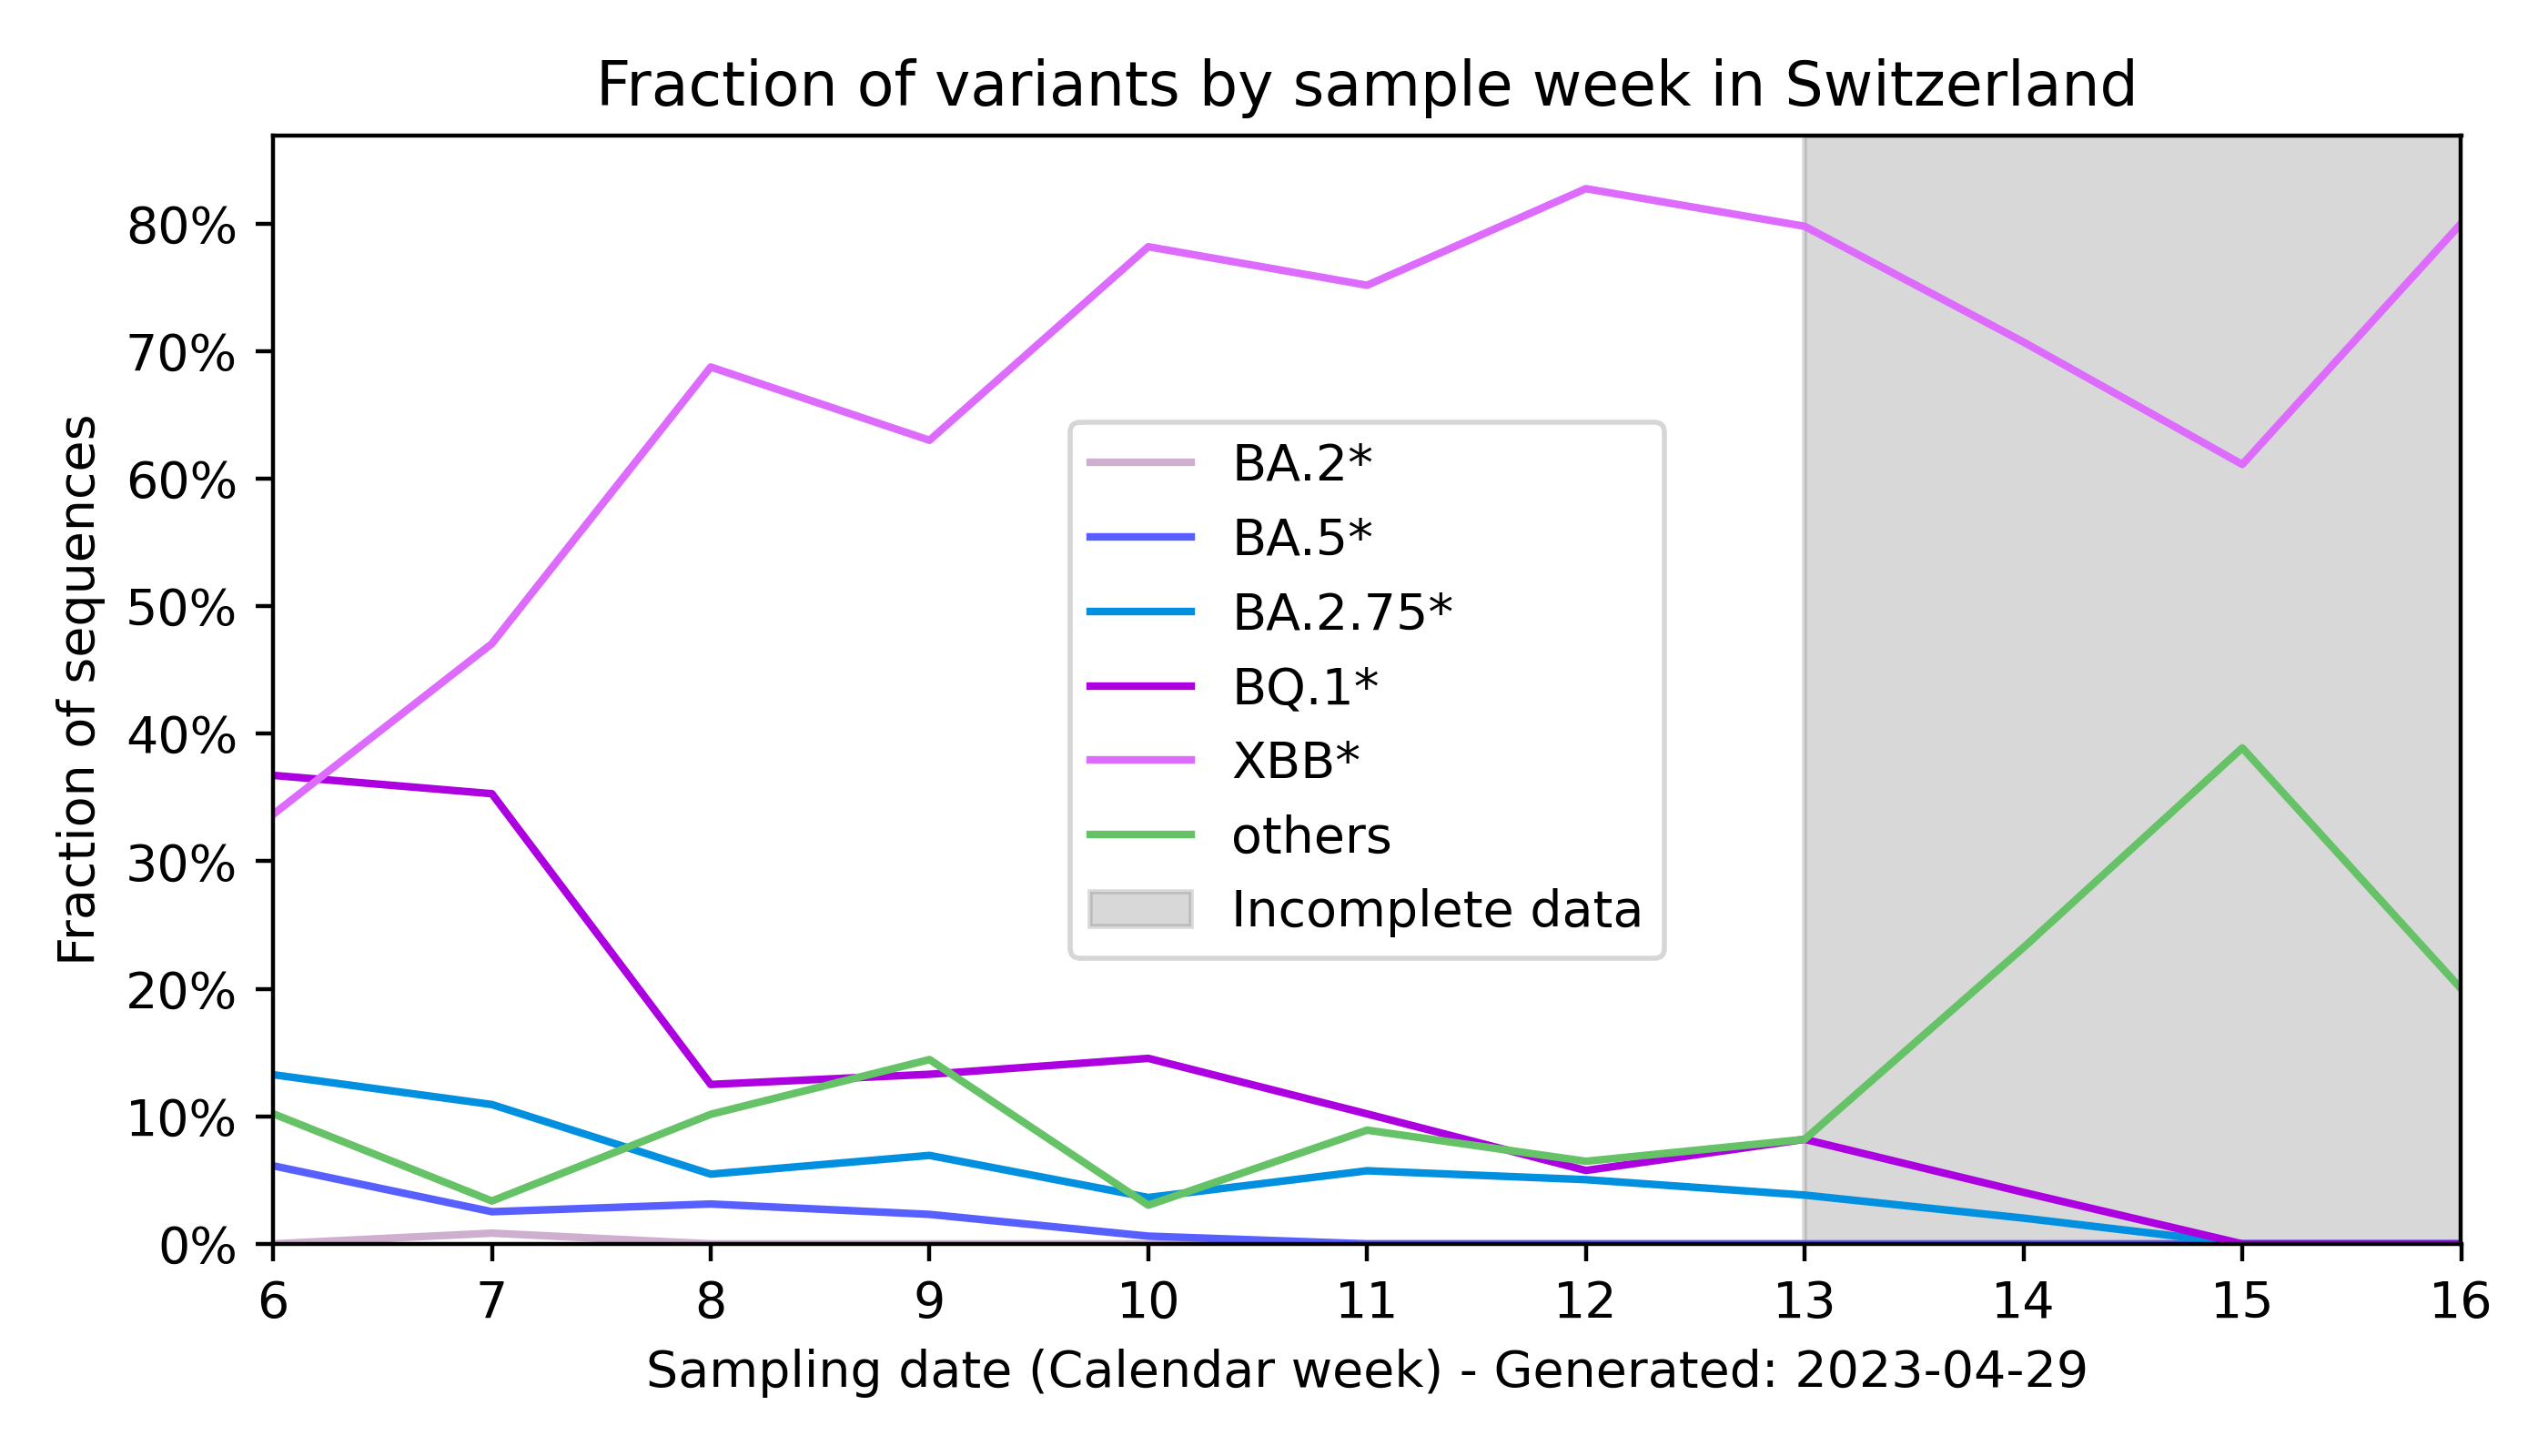 Fraction of variants by sample week in Switzerland
Fraction of sequences
80%
70%
60%
50%
40%
30%
20%
10%
0%
BA.2*
BA.5*
BA.2.75*
BQ.1*
XBB*
others
Incomplete data
6 7 8 9 10 11 12 13 14 15 16
Sampling date (Calendar week) - Generated: 2023-04-29